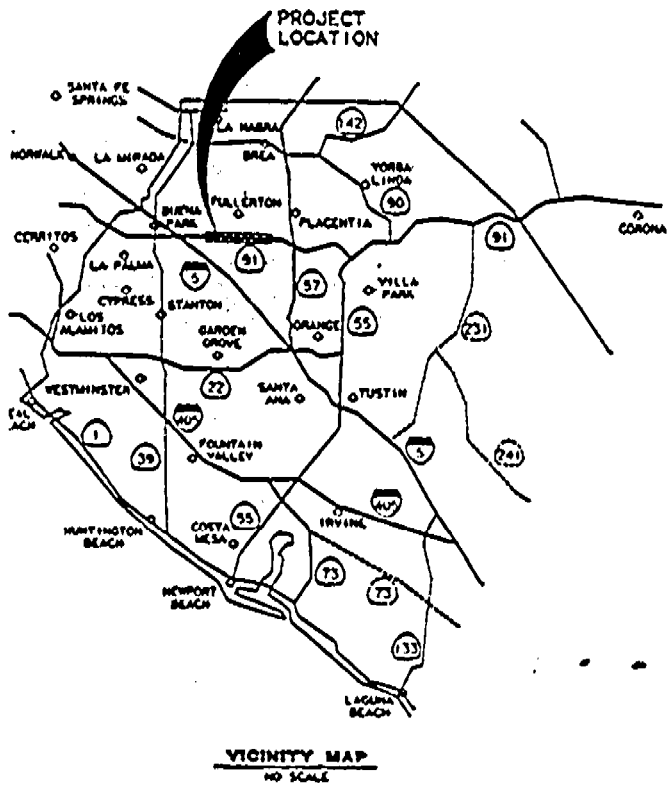 PROJECT
LOCATION
SANTA FE
SPRINGS
LA HABRA
142
NORWALK
LA MIRADA
BREA
YORBA
LINDA
90
BUENA
PARK
FULLERTON
PLACENTIA
CORONA
CERRITOS
91
91
LA PALMA
5
57
VILLA
PARK
CYPRESS
STANTON
LOS
ALAMITOS
GARDEN
GROVE
ORANGE
55
231
WESTMINSTER
22
SANTA
ANA
TUSTIN
405
1
39
FOUNTAIN
VALLEY
5
241
HUNTINGTON
BEACH
COSTA
MESA
55
IRVINE
405
NEWPORT
BEACH
73
73
133
LAGUNA
BEACH
VICINITY MAP
NO SCALE